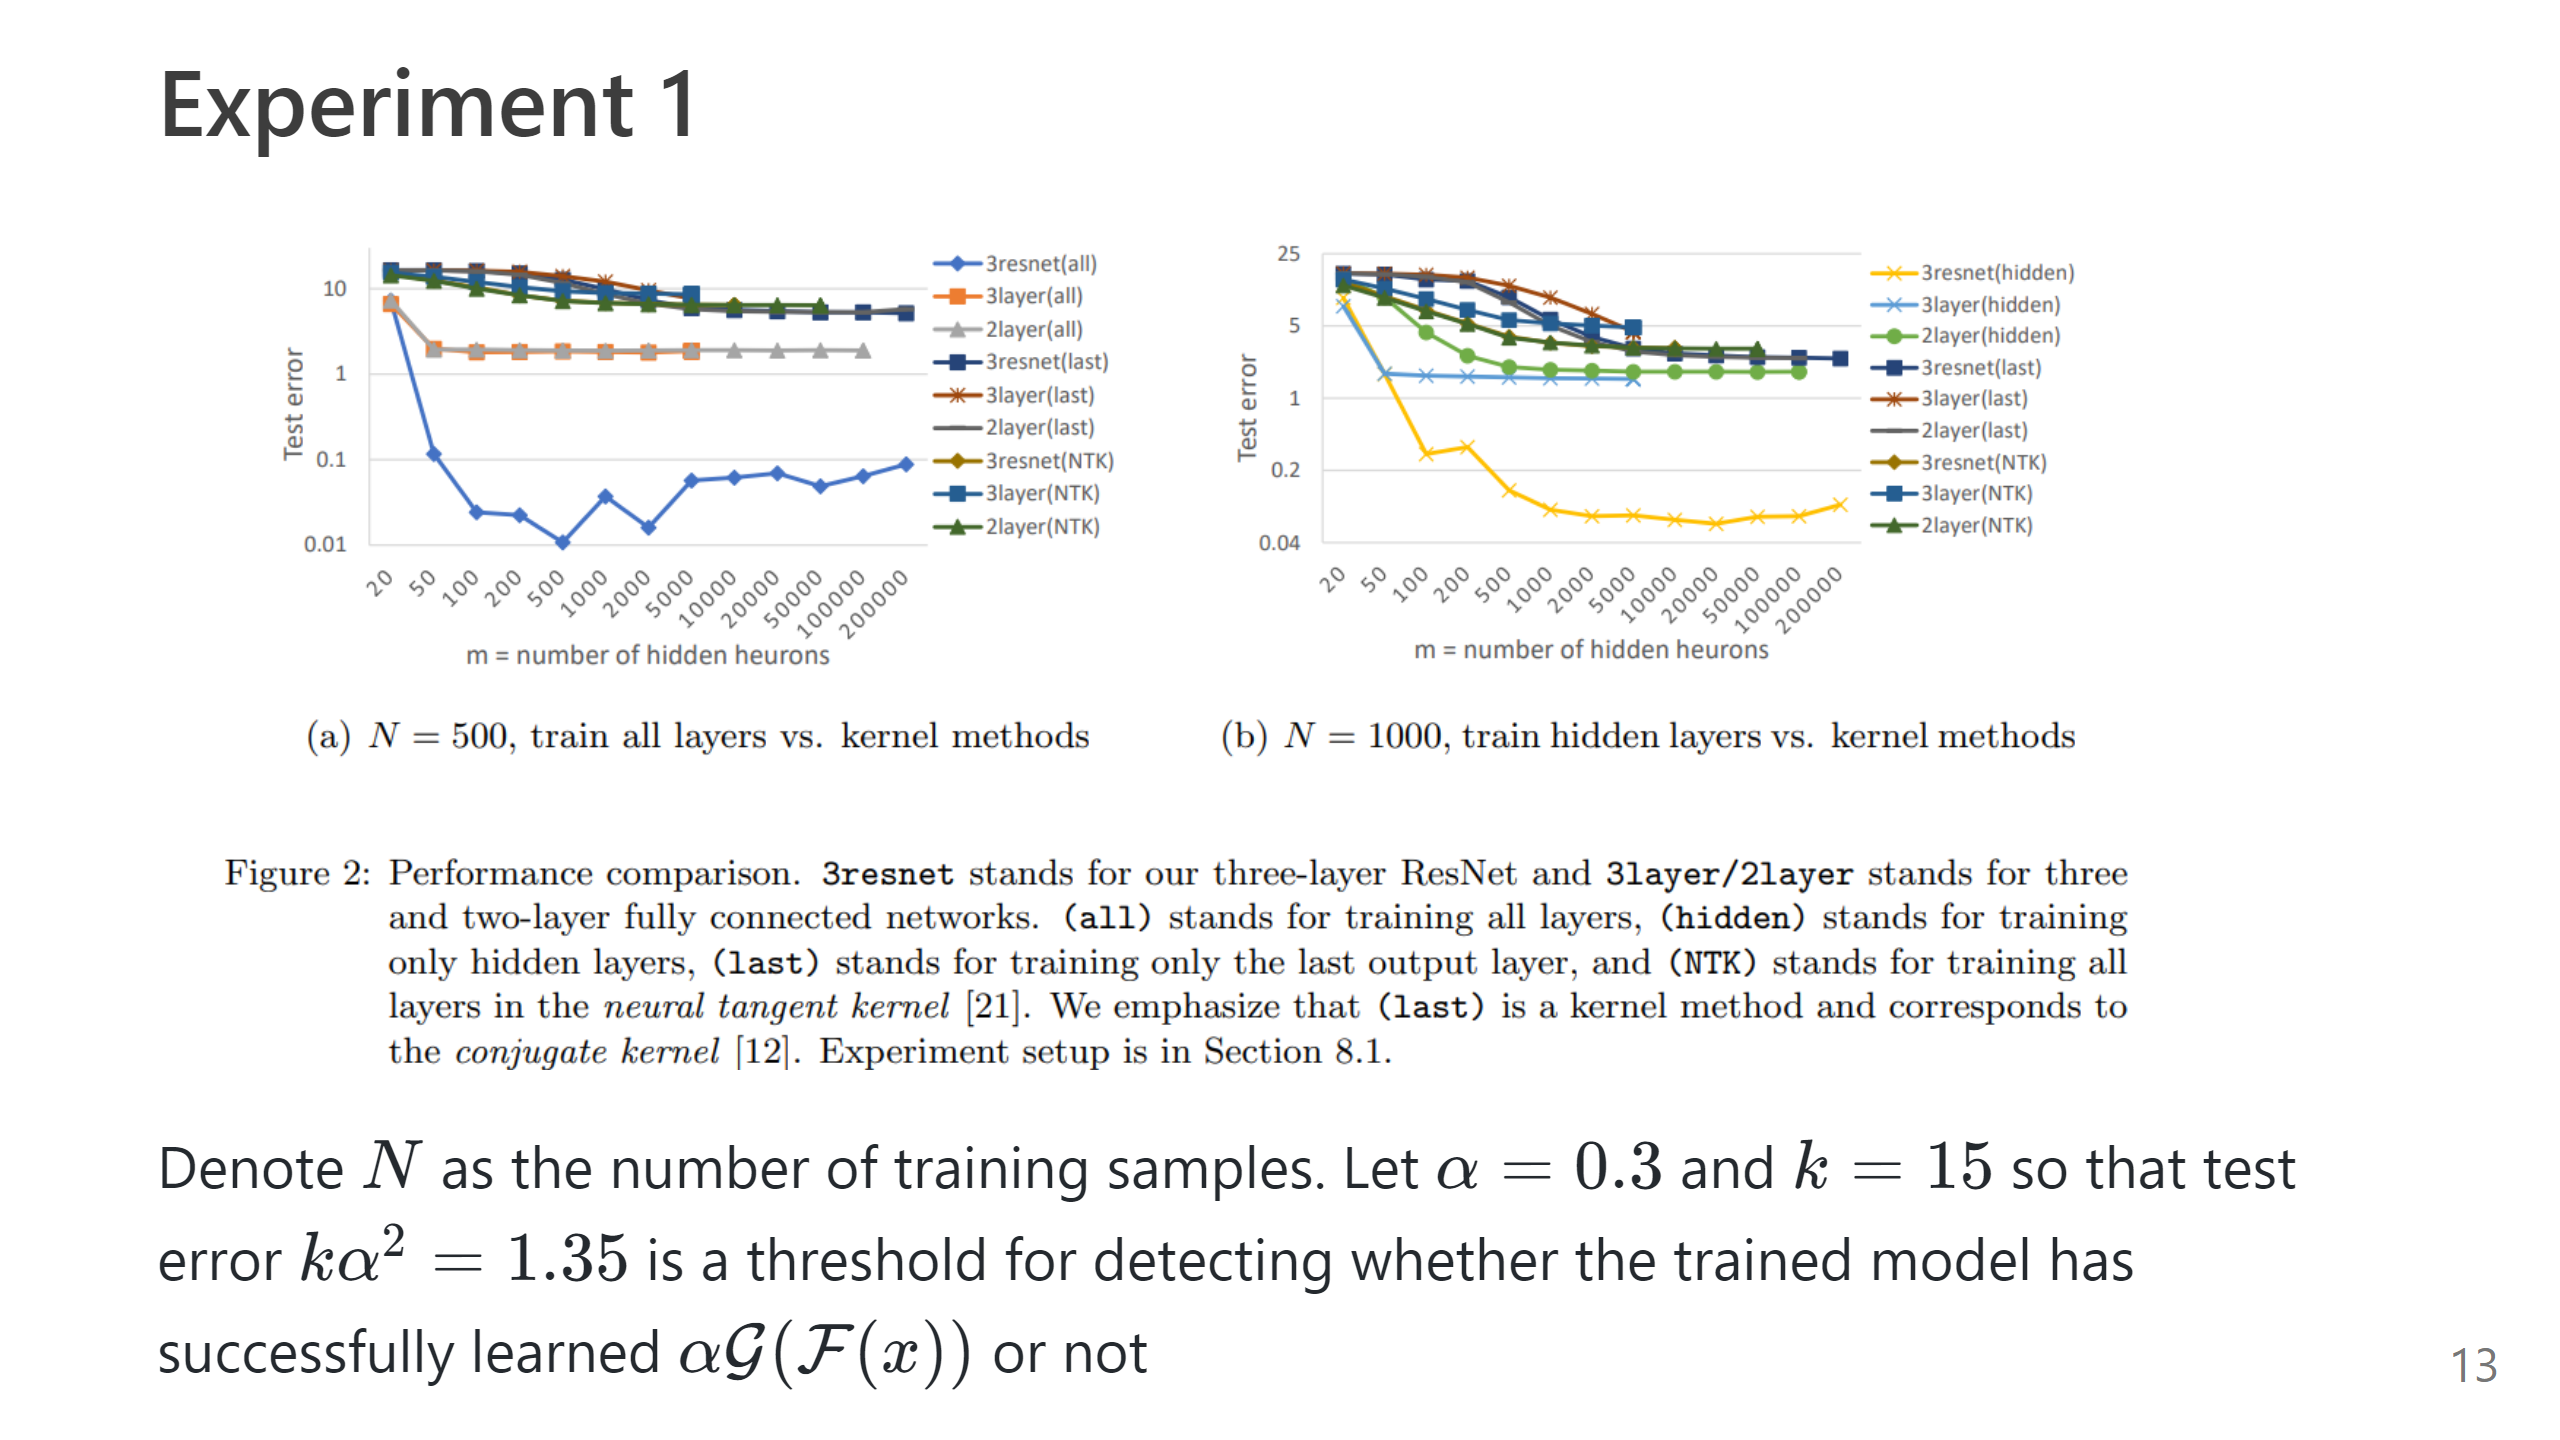 Experiment 1
10
1
0.1
0.01
Test error
20 50 100 200 500 1000 2000 5000 10000 20000 50000 100000 200000
m = number of hidden heurons
3resnet(all)
3layer(all)
2layer(all)
3resnet(last)
3layer(last)
2layer(last)
3resnet(NTK)
3layer(NTK)
2layer(NTK)
(a) N = 500, train all layers vs. kernel methods
25
5
1
0.2
0.04
Test error
20 50 100 200 500 1000 2000 5000 10000 20000 50000 100000 200000
m = number of hidden heurons
3resnet(hidden)
3layer(hidden)
2layer(hidden)
3resnet(last)
3layer(last)
2layer(last)
3resnet(NTK)
3layer(NTK)
2layer(NTK)
(b) N = 1000, train hidden layers vs. kernel methods
Figure 2: Performance comparison. 3resnet stands for our three-layer ResNet and 3layer/2layer stands for three
and two-layer fully connected networks. (all) stands for training all layers, (hidden) stands for training
only hidden layers, (last) stands for training only the last output layer, and (NTK) stands for training all
layers in the neural tangent kernel [21]. We emphasize that (last) is a kernel method and corresponds to
the conjugate kernel [12]. Experiment setup is in Section 8.1.
Denote N as the number of training samples. Let α = 0.3 and k = 15 so that test
error kα² = 1.35 is a threshold for detecting whether the trained model has
successfully learned α𝒢(ℱ(x)) or not
13